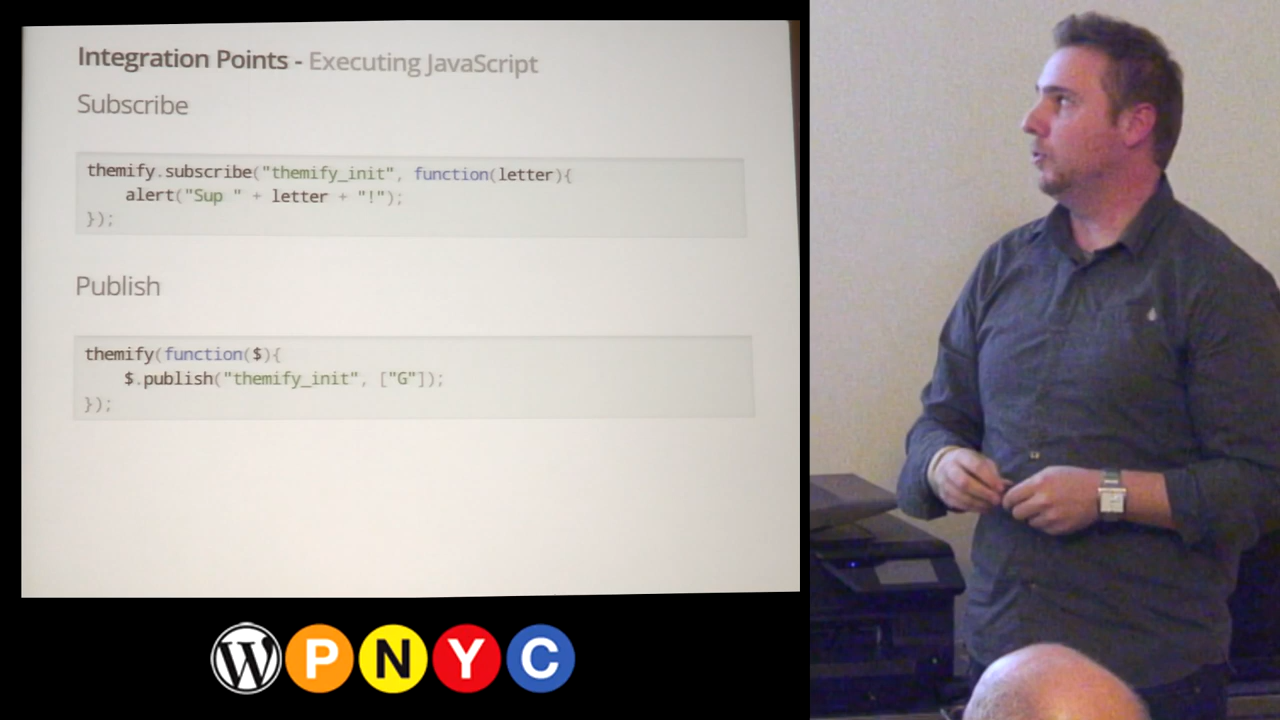 Integration Points - Executing JavaScript
Subscribe
themify.subscribe("themify_init", function(letter){
    alert("Sup " + letter + "!");
});
Publish
themify(function($){
    $.publish("themify_init", ["G"]);
});
W P N Y C